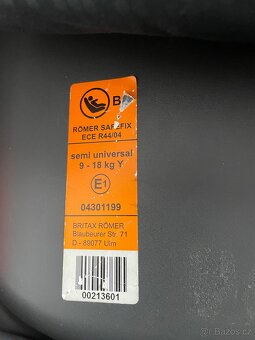 B
RÖMER SAFEFIX
ECE R44/04
semi universal
9 - 18 kg Y
E1
04301199
BRITAX RÖMER
Blaubeurer Str. 71
D - 89077 Ulm
00213601
Bazoš.cz